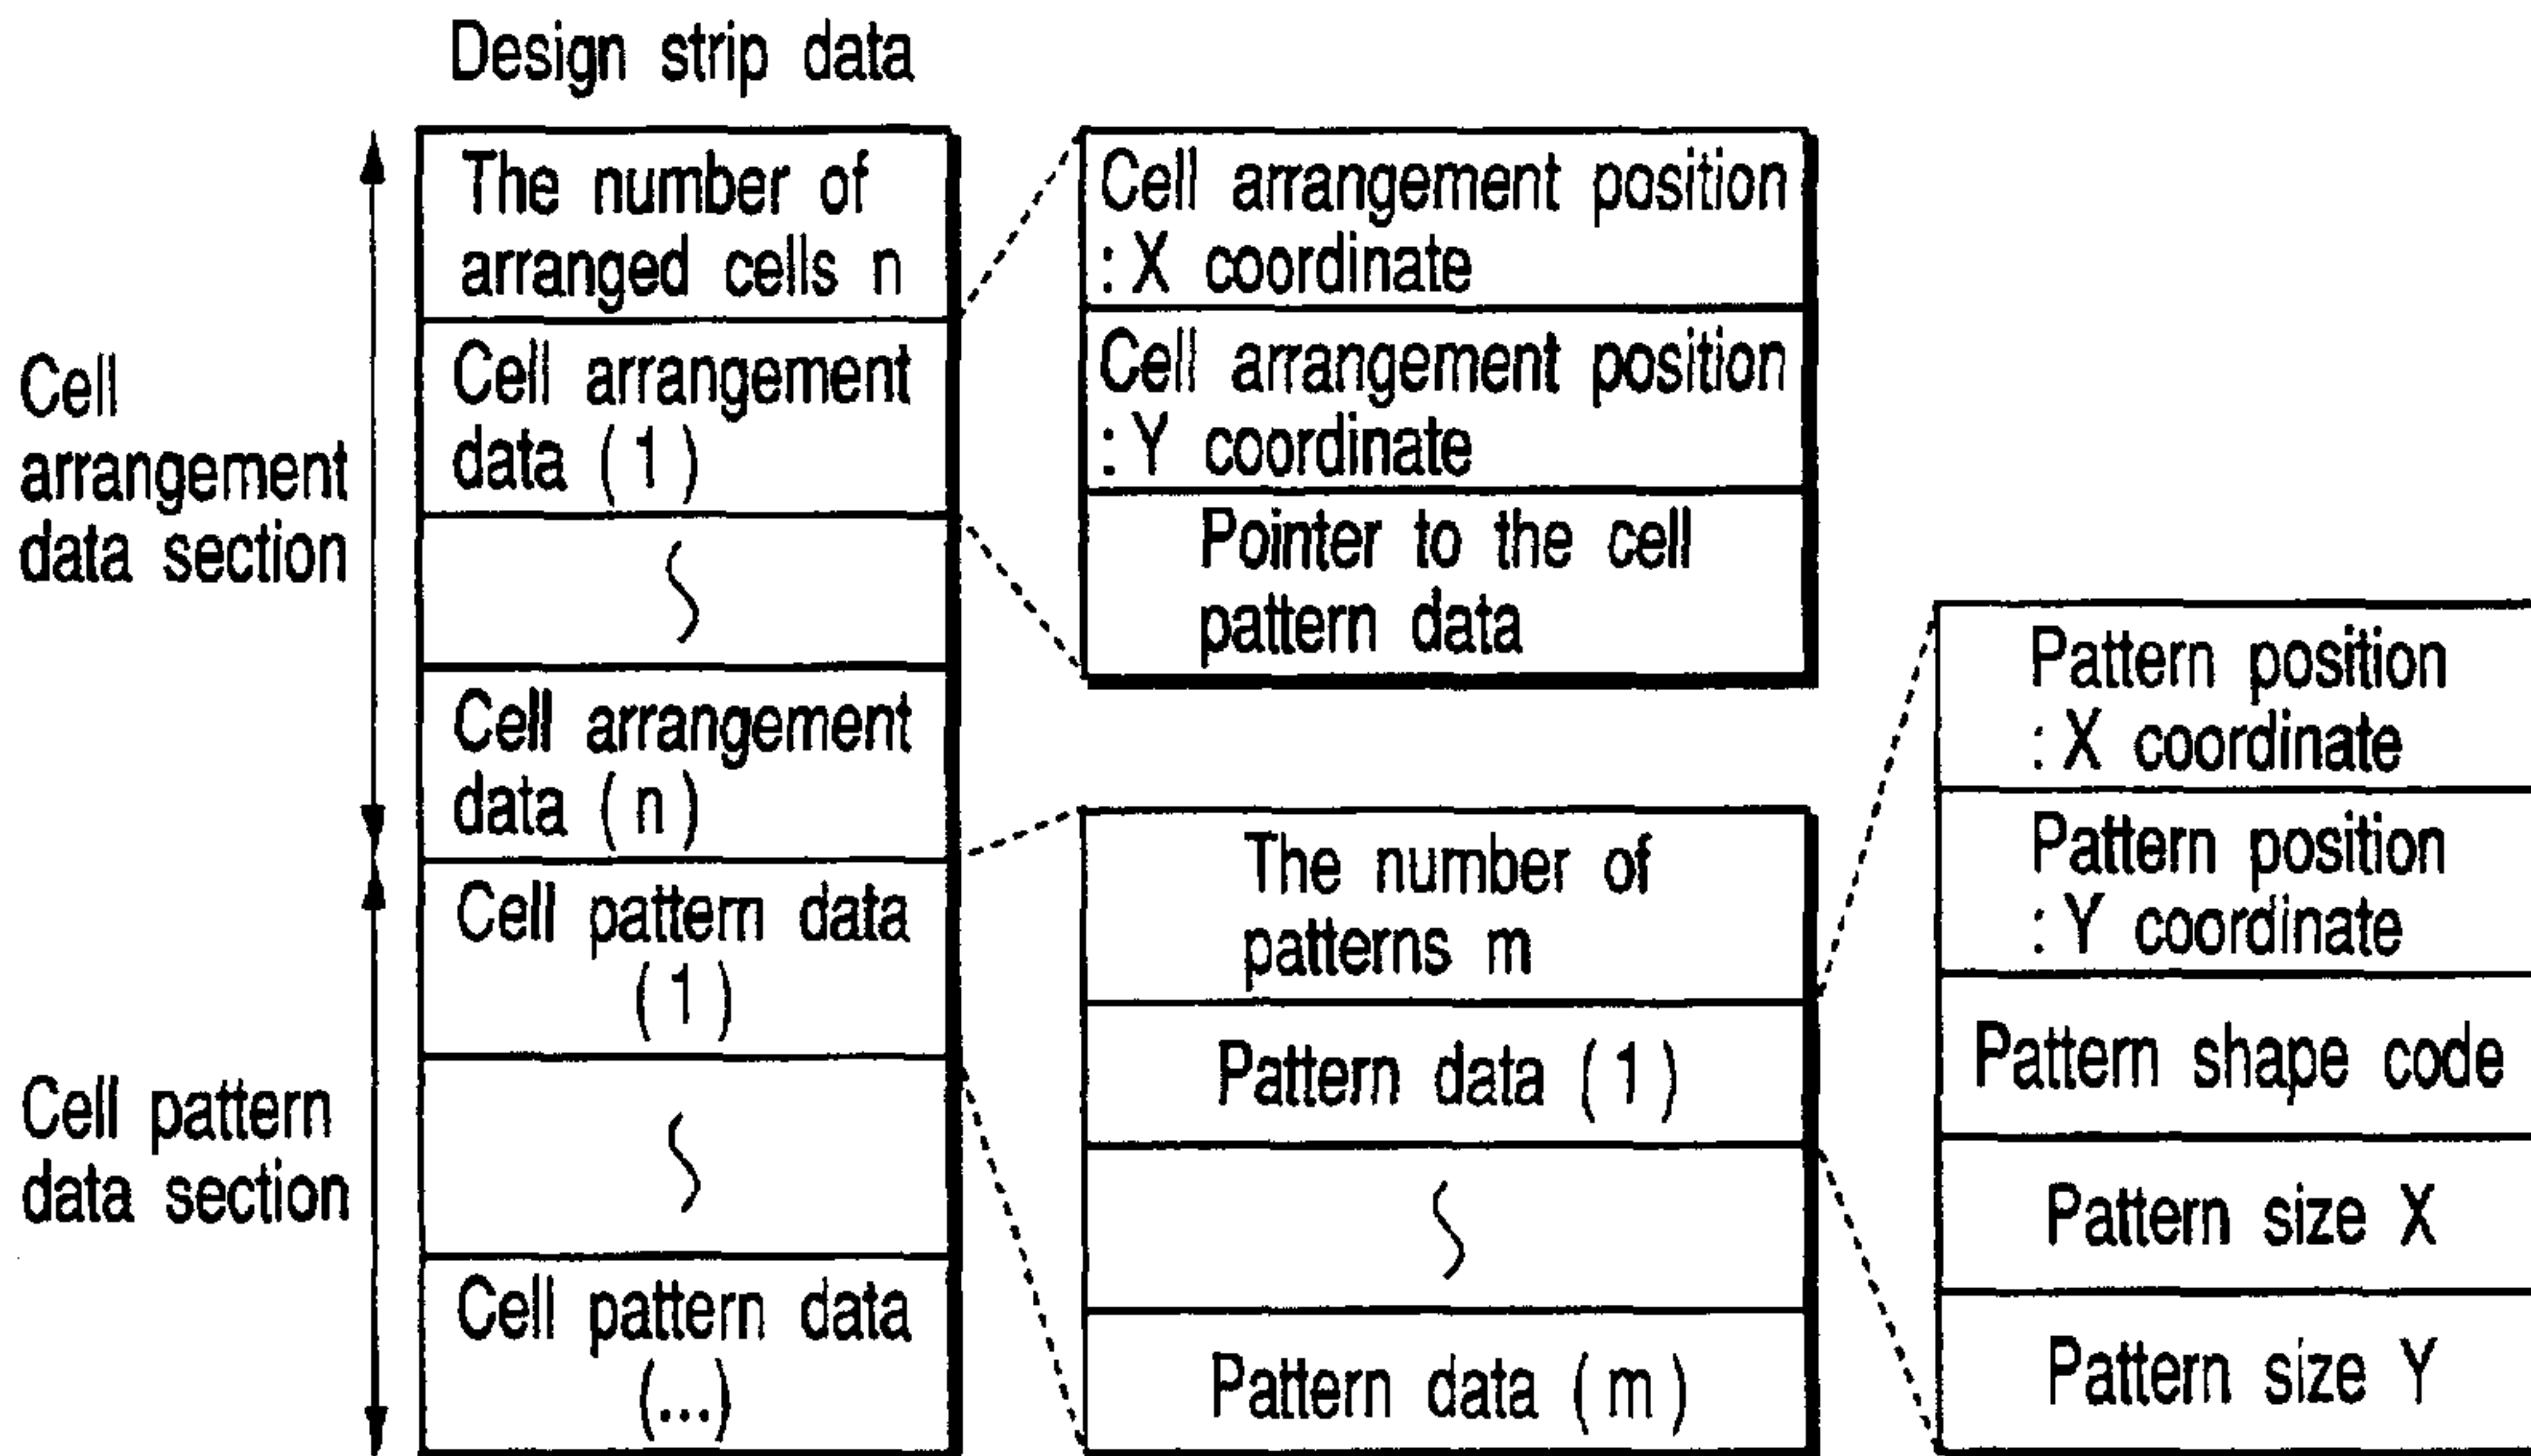 Design strip data
Cell
arrangement
data section
Cell pattern
data section
The number of
arranged cells n
Cell arrangement
data (1)
Cell arrangement
data (n)
Cell pattern data
(1)
Cell pattern data
(...)
Cell arrangement position
: X coordinate
Cell arrangement position
: Y coordinate
Pointer to the cell
pattern data
The number of
patterns m
Pattern data (1)
Pattern data (m)
Pattern position
: X coordinate
Pattern position
: Y coordinate
Pattern shape code
Pattern size X
Pattern size Y